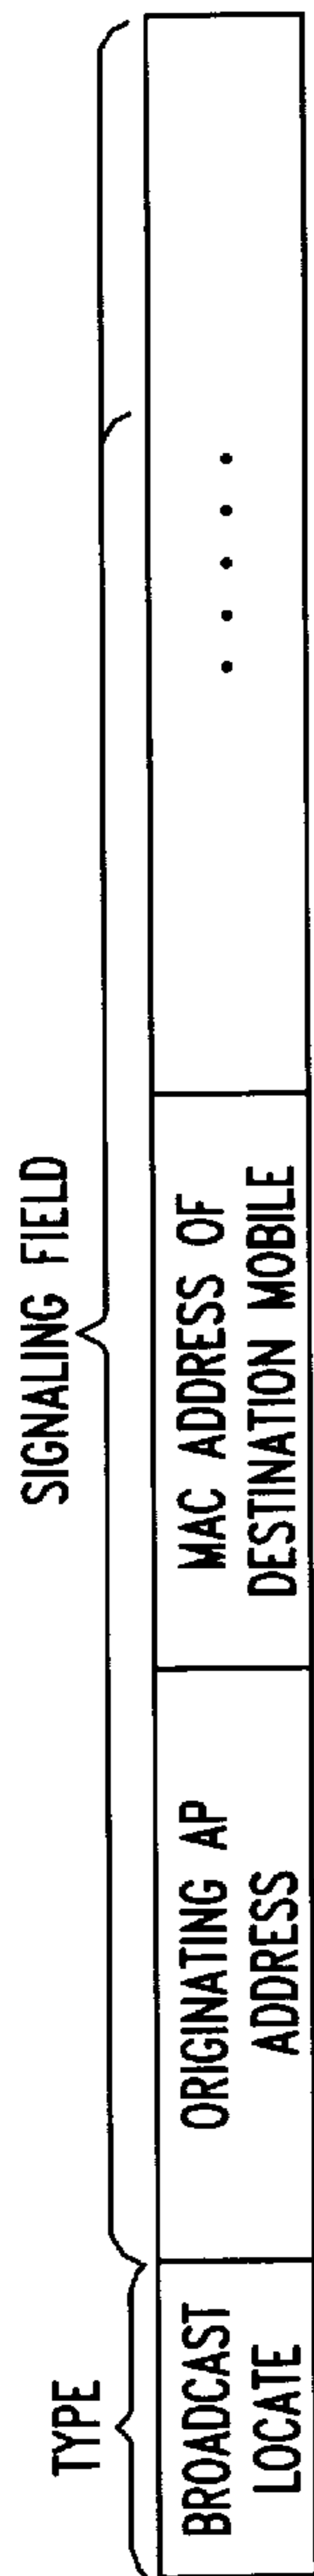 TYPE
SIGNALING FIELD
BROADCAST
LOCATE
ORIGINATING AP
ADDRESS
MAC ADDRESS OF
DESTINATION MOBILE
.....